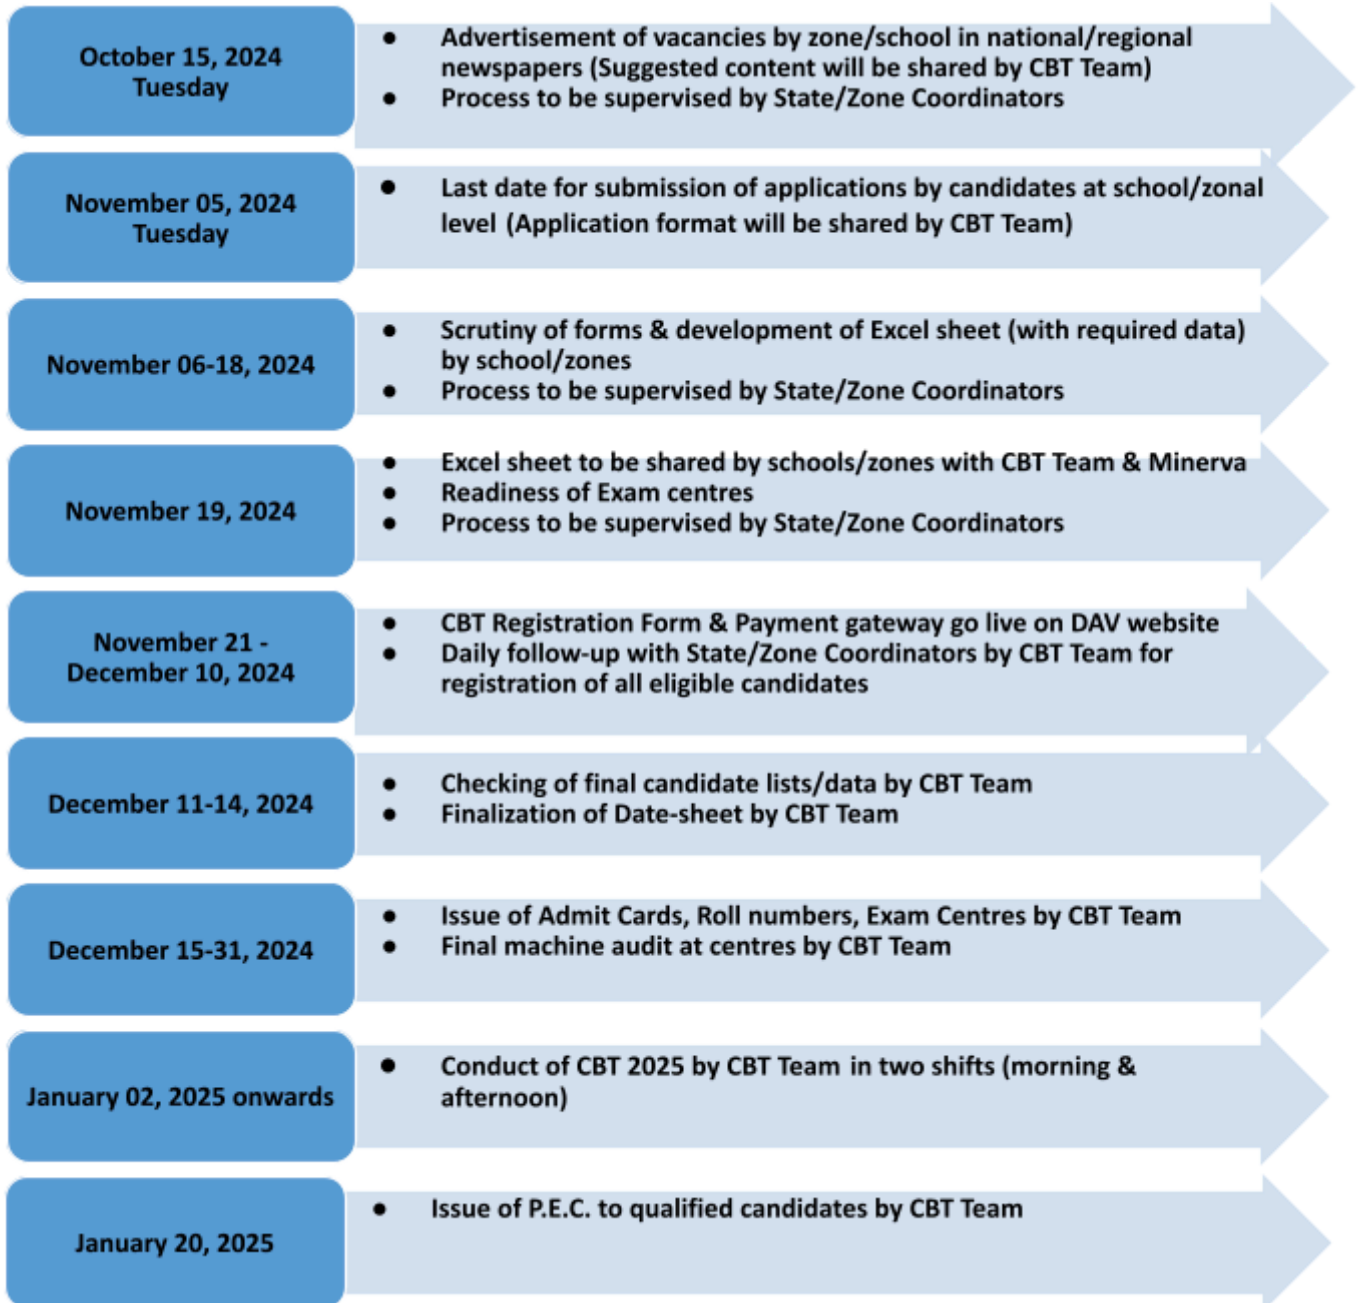 October 15, 2024
Tuesday
● Advertisement of vacancies by zone/school in national/regional
newspapers (Suggested content will be shared by CBT Team)
● Process to be supervised by State/Zone Coordinators
November 05, 2024
Tuesday
● Last date for submission of applications by candidates at school/zonal
level (Application format will be shared by CBT Team)
November 06-18, 2024
● Scrutiny of forms & development of Excel sheet (with required data)
by school/zones
● Process to be supervised by State/Zone Coordinators
November 19, 2024
● Excel sheet to be shared by schools/zones with CBT Team & Minerva
● Readiness of Exam centres
● Process to be supervised by State/Zone Coordinators
November 21 -
December 10, 2024
● CBT Registration Form & Payment gateway go live on DAV website
● Daily follow-up with State/Zone Coordinators by CBT Team for
registration of all eligible candidates
December 11-14, 2024
● Checking of final candidate lists/data by CBT Team
● Finalization of Date-sheet by CBT Team
December 15-31, 2024
● Issue of Admit Cards, Roll numbers, Exam Centres by CBT Team
● Final machine audit at centres by CBT Team
January 02, 2025 onwards
● Conduct of CBT 2025 by CBT Team in two shifts (morning &
afternoon)
January 20, 2025
● Issue of P.E.C. to qualified candidates by CBT Team